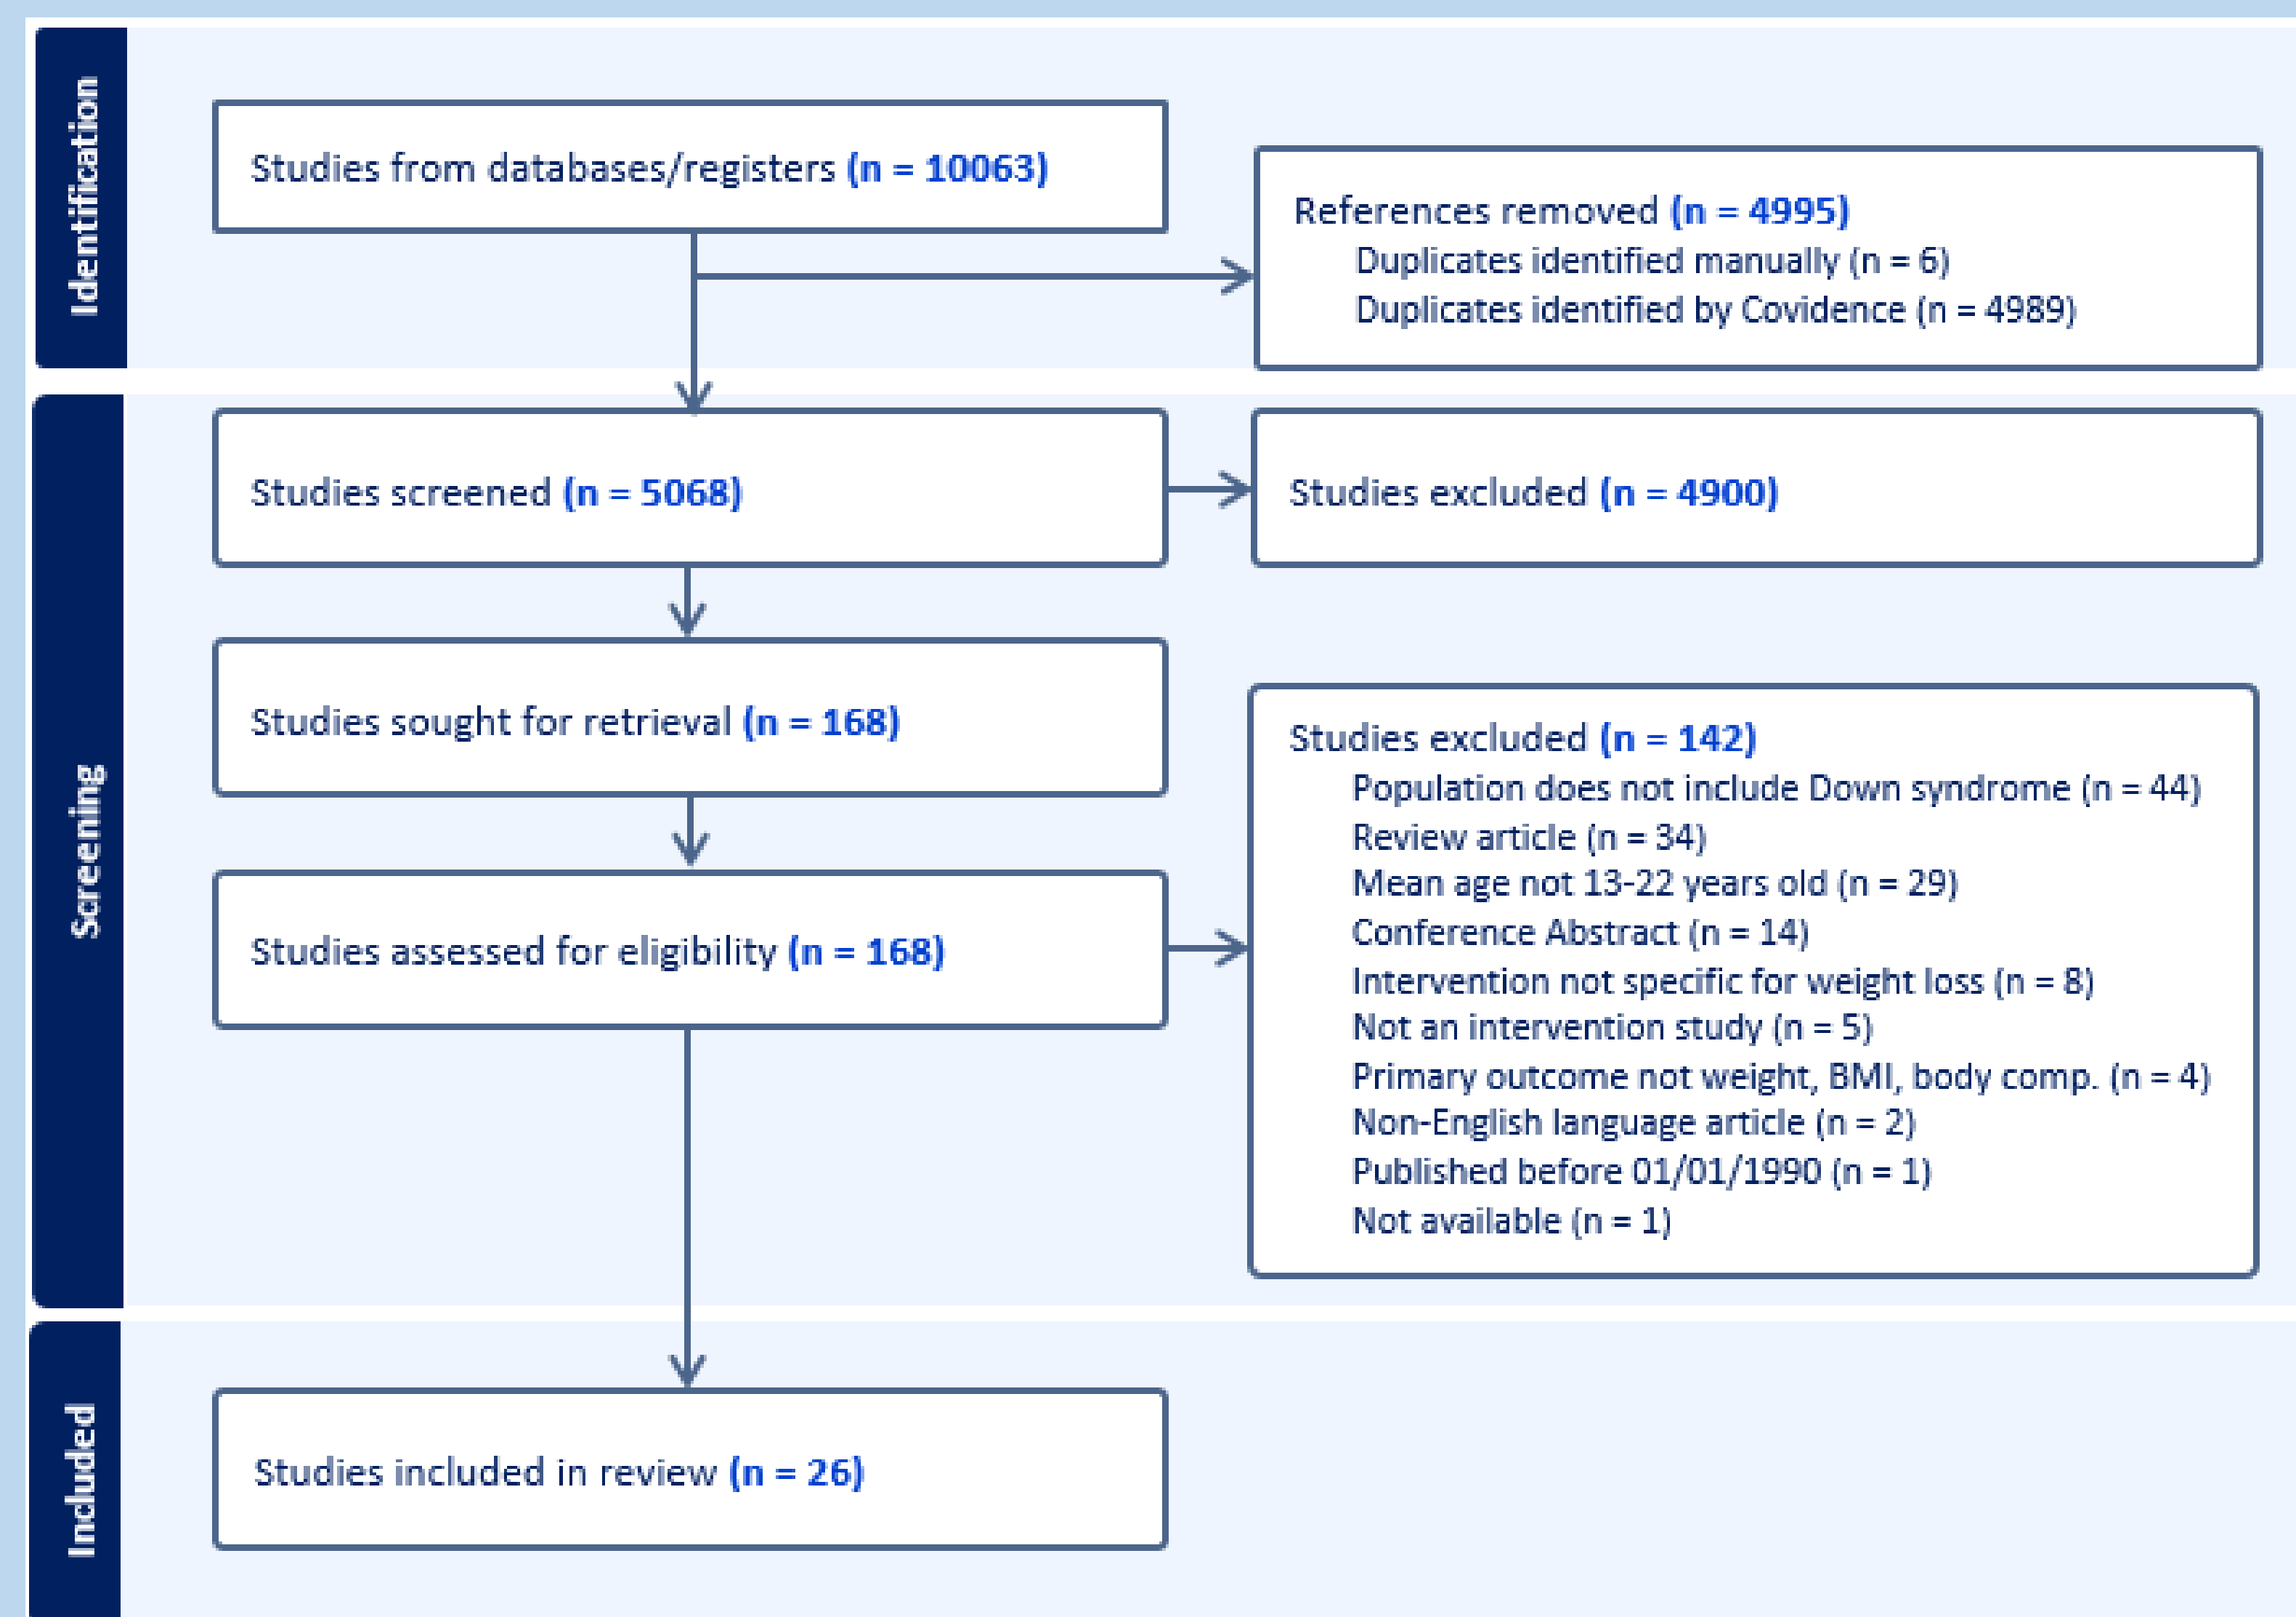 Identification
Studies from databases/registers (n = 10063)
References removed (n = 4995)
Duplicates identified manually (n = 6)
Duplicates identified by Covidence (n = 4989)
Screening
Studies screened (n = 5068)
Studies excluded (n = 4900)
Studies sought for retrieval (n = 168)
Studies assessed for eligibility (n = 168)
Studies excluded (n = 142)
Population does not include Down syndrome (n = 44)
Review article (n = 34)
Mean age not 13-22 years old (n = 29)
Conference Abstract (n = 14)
Intervention not specific for weight loss (n = 8)
Not an intervention study (n = 5)
Primary outcome not weight, BMI, body comp. (n = 4)
Non-English language article (n = 2)
Published before 01/01/1990 (n = 1)
Not available (n = 1)
Included
Studies included in review (n = 26)